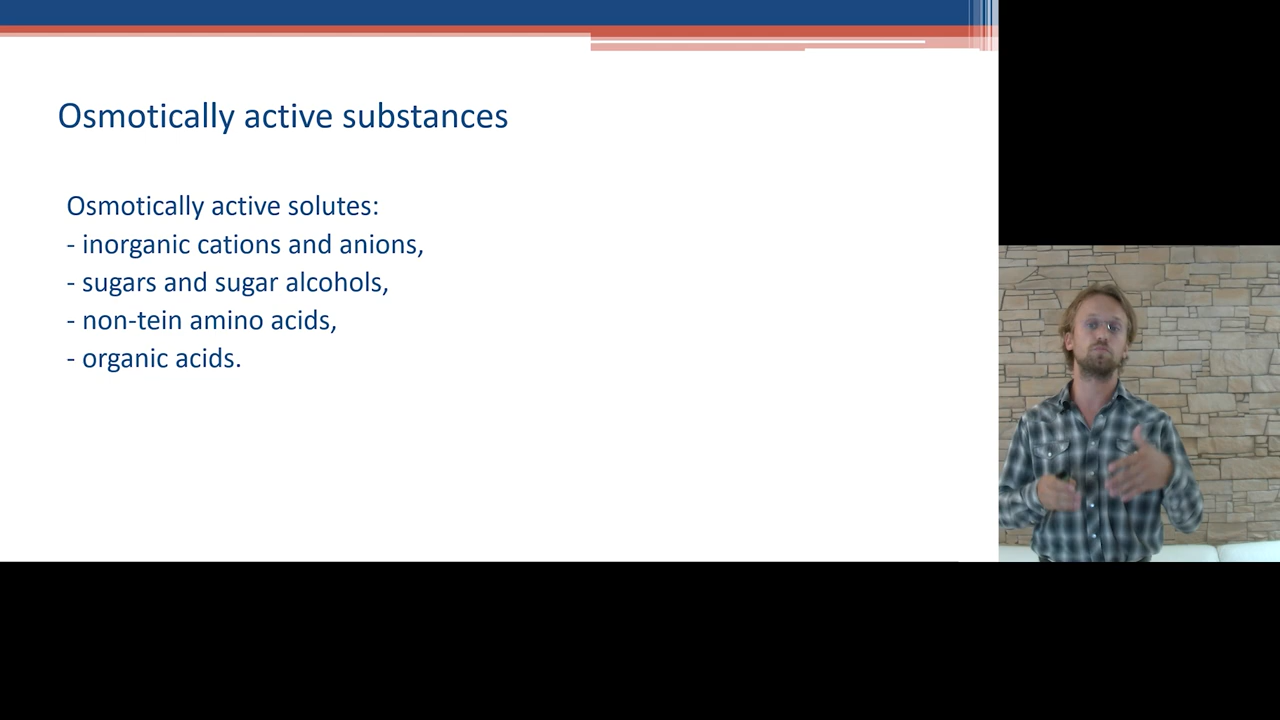 Osmotically active substances
Osmotically active solutes:
- inorganic cations and anions,
- sugars and sugar alcohols,
- non-tein amino acids,
- organic acids.